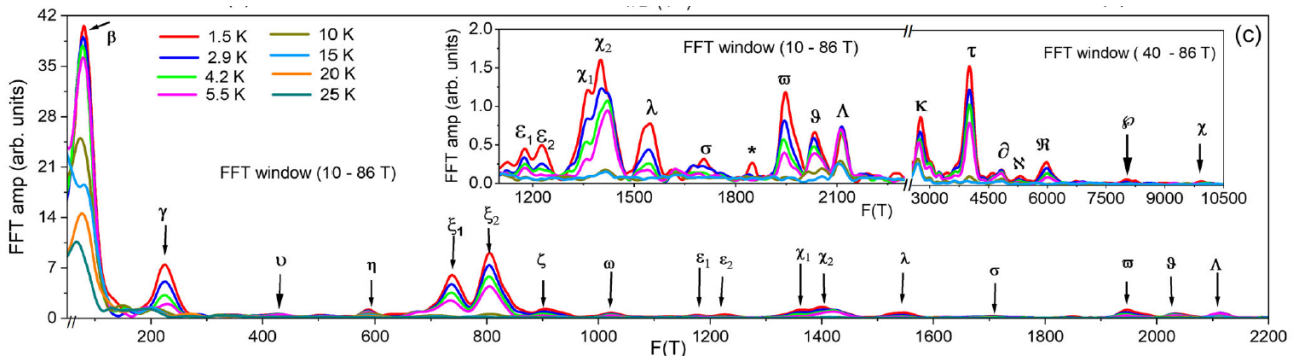 (c)
42
35
28
21
14
7
0
FFT amp (arb. units)
β
1.5 K
2.9 K
4.2 K
5.5 K
10 K
15 K
20 K
25 K
FFT window (10 - 86 T)
γ
υ
η
ξ1
ξ2
ζ
ω
ε1
ε2
χ1
χ2
λ
σ
ϖ
ϑ
Λ
0 200 400 600 800 1000 1200 1400 1600 1800 2000 2200
F(T)
2.0
1.5
1.0
0.5
0.0
FFT amp (arb. units)
FFT window (10 - 86 T)
FFT window ( 40 - 86 T)
ε1
ε2
χ1
χ2
λ
σ
*
ϖ
ϑ
Λ
κ
τ
∂
ℵ
ℜ
℘
χ
1200 1500 1800 2100 3000 4500 6000 7500 9000 10500
F(T)